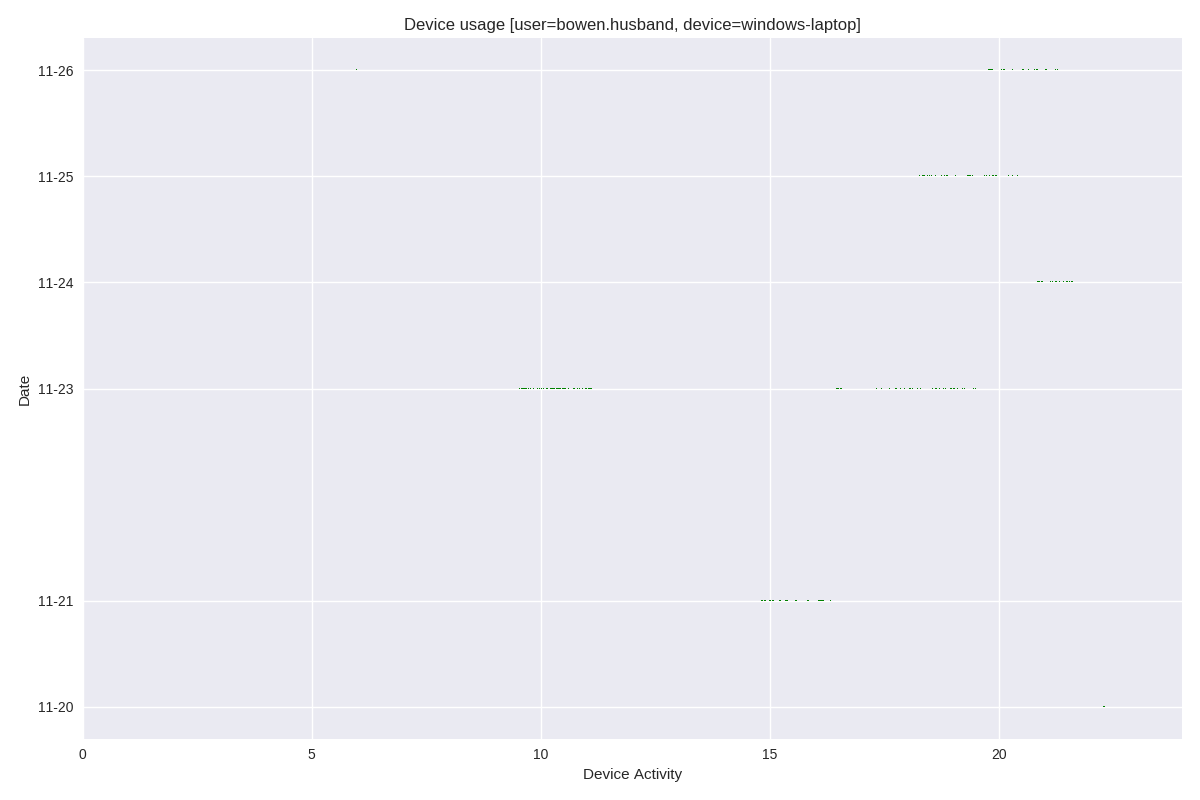 Device usage [user=bowen.husband, device=windows-laptop]
11-26
11-25
11-24
Date
11-23
11-21
11-20
0 5 10 15 20
Device Activity